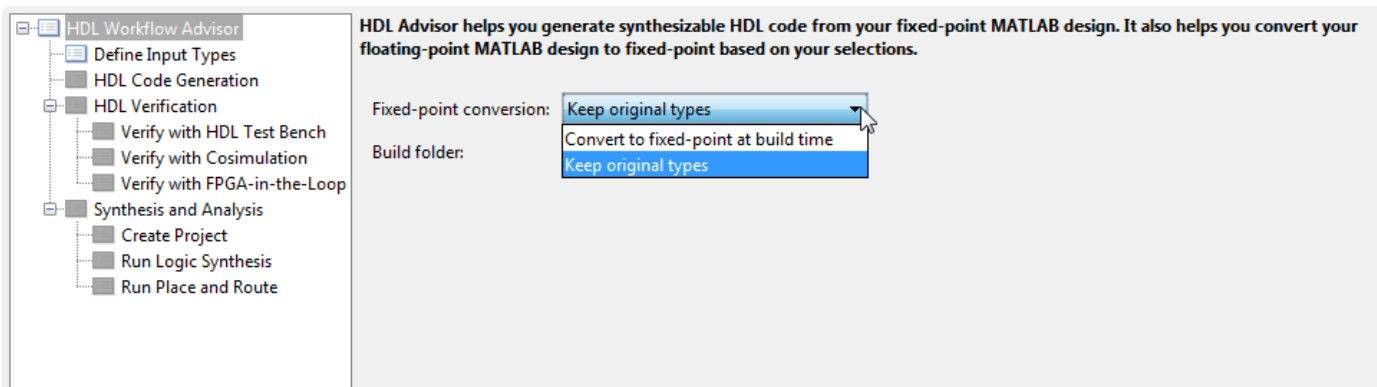 HDL Workflow Advisor
Define Input Types
HDL Code Generation
HDL Verification
Verify with HDL Test Bench
Verify with Cosimulation
Verify with FPGA-in-the-Loop
Synthesis and Analysis
Create Project
Run Logic Synthesis
Run Place and Route
HDL Advisor helps you generate synthesizable HDL code from your fixed-point MATLAB design. It also helps you convert your
floating-point MATLAB design to fixed-point based on your selections.
Fixed-point conversion: Keep original types
Convert to fixed-point at build time
Build folder:
Keep original types